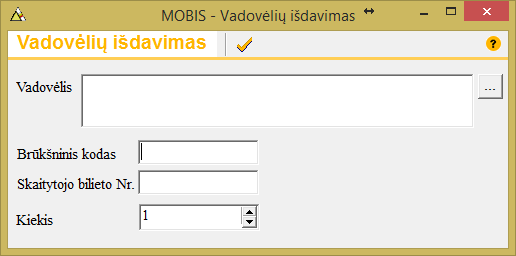 MOBIS - Vadovėlių išdavimas
Vadovėlių išdavimas
?
Vadovėlis
...
Brūkšninis kodas
Skaitytojo bilieto Nr.
Kiekis
1